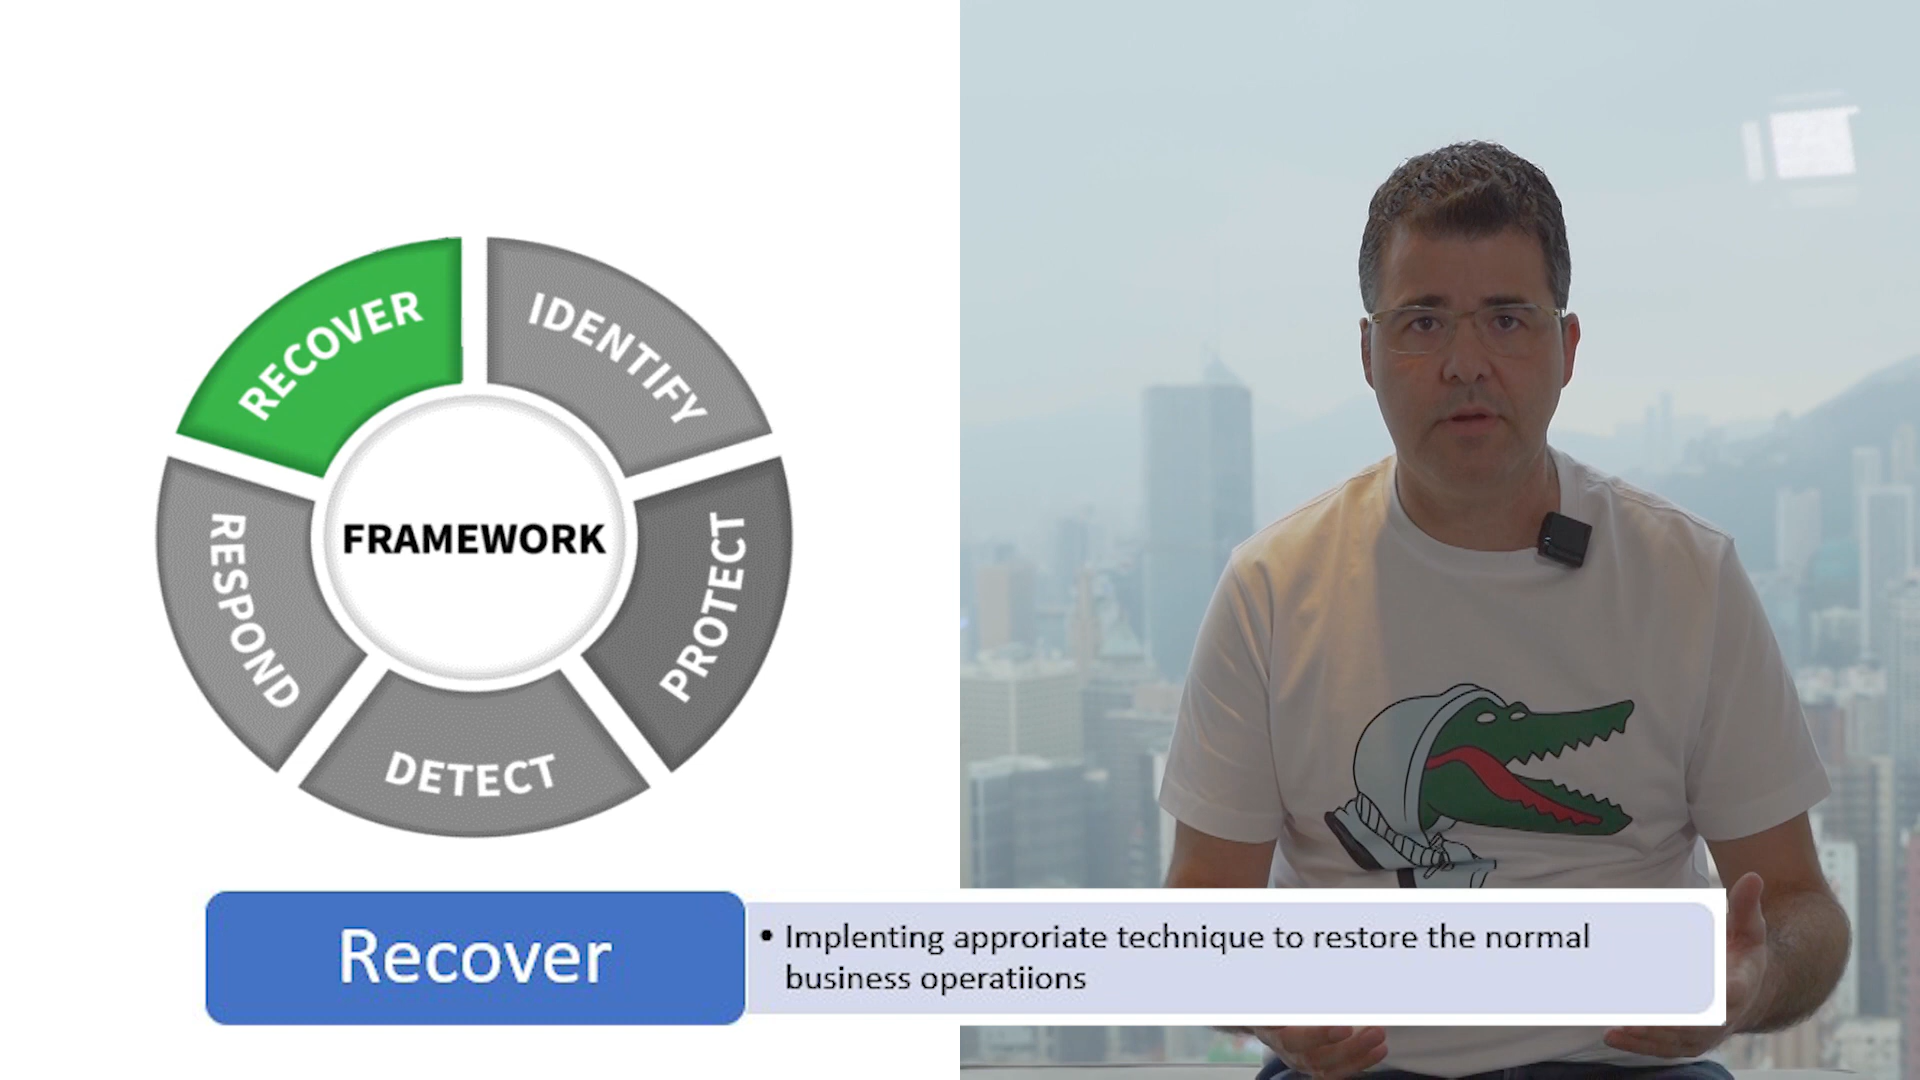 RECOVER
IDENTIFY
RESPOND
FRAMEWORK
PROTECT
DETECT
Recover
• Implenting approriate technique to restore the normal
business operatiions